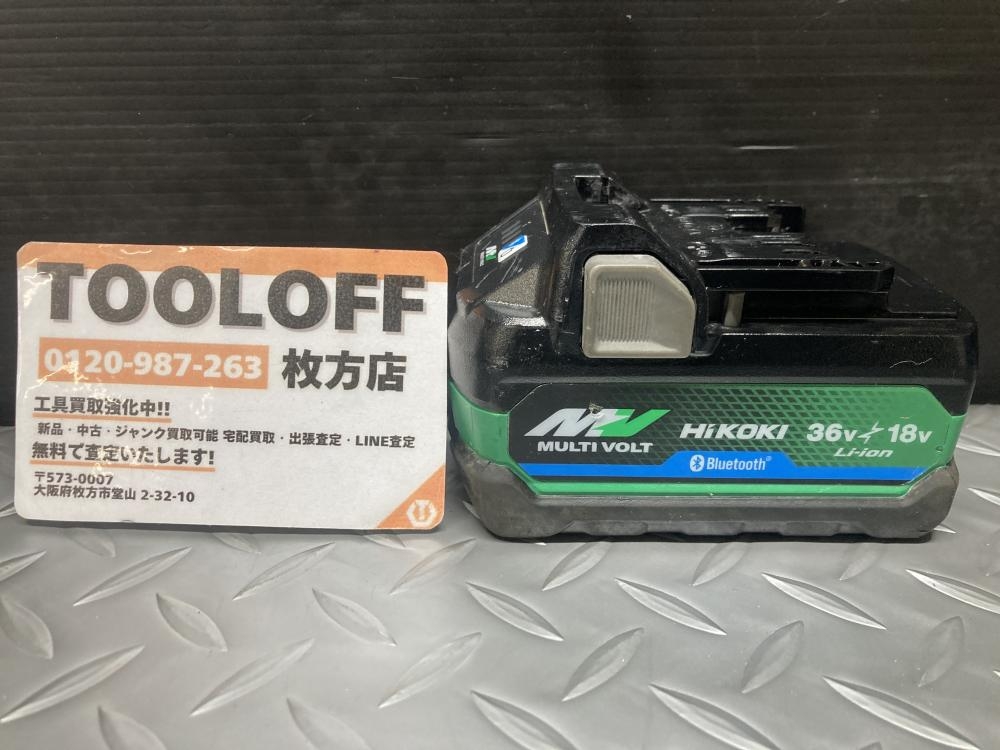 TOOLOFF
0120-987-263 枚方店
工具買取強化中!!
新品・中古・ジャンク買取可能 宅配買取・出張査定・LINE査定
無料で査定いたします!
〒573-0007
大阪府枚方市堂山 2-32-10
MV
MULTI VOLT
HiKOKI
36V⚡18V
Li-ion
Bluetooth®